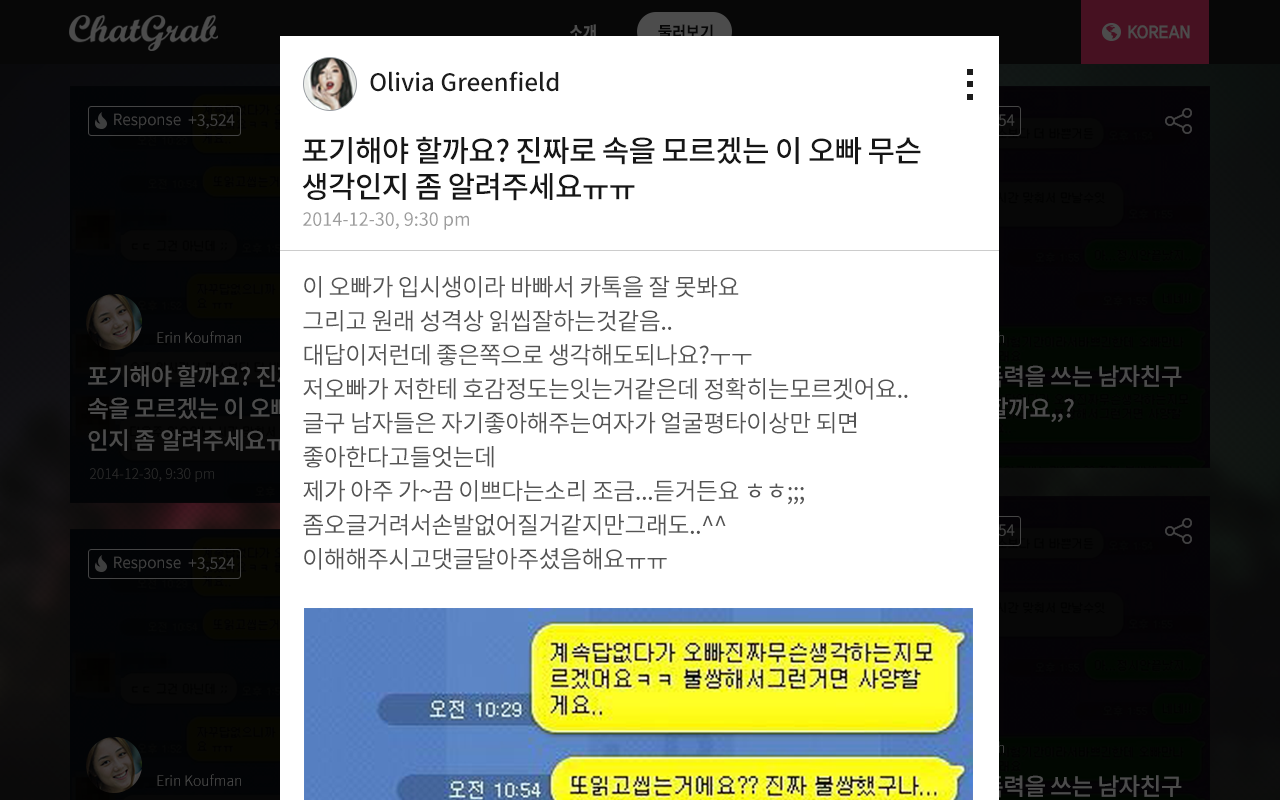 ChatGrab
소개
둘러보기
KOREAN
Olivia Greenfield
포기해야 할까요? 진짜로 속을 모르겠는 이 오빠 무슨
생각인지 좀 알려주세요ㅠㅠ
2014-12-30, 9:30 pm
이 오빠가 입시생이라 바빠서 카톡을 잘 못봐요
그리고 원래 성격상 읽씹잘하는것같음..
대답이저런데 좋은쪽으로 생각해도되나요?ㅜㅜ
저오빠가 저한테 호감정도는잇는거같은데 정확히는모르겟어요..
글구 남자들은 자기좋아해주는여자가 얼굴평타이상만 되면
좋아한다고들엇는데
제가 아주 가~끔 이쁘다는소리 조금...듣거든요 ㅎㅎ;;;
좀오글거려서손발없어질거같지만그래도..^^
이해해주시고댓글달아주셨음해요ㅠㅠ
계속답없다가 오빠진짜무슨생각하는지모
르겠어요ㅋㅋ 불쌍해서그런거면 사양할
게요..
오전 10:29
또읽고씹는거에요?? 진짜 불쌍했구나...
오전 10:54
Response +3,524
Erin Koufman
포기해야 할까요? 진
속을 모르겠는 이 오
인지 좀 알려주세요
2014-12-30, 9:30 pm
Response +3,524
Erin Koufman
54
력을 쓰는 남자친구
할까요,,?
54
력을 쓰는 남자친구